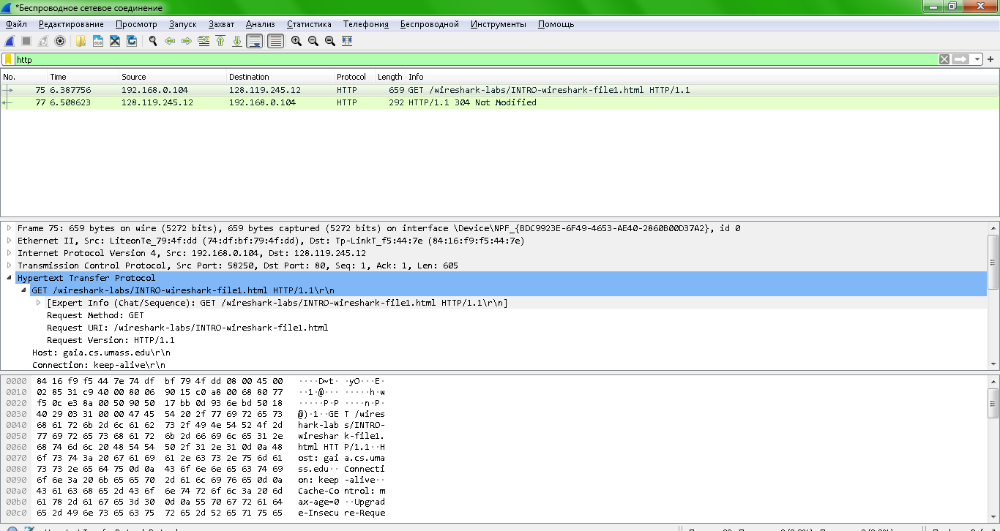 *Беспроводное сетевое соединение
Файл Редактирование Просмотр Запуск Захват Анализ Статистика Телефония Беспроводной Инструменты Помощь
http
No. Time Source Destination Protocol Length Info
75 6.387756 192.168.0.104 128.119.245.12 HTTP 659 GET /wireshark-labs/INTRO-wireshark-file1.html HTTP/1.1
77 6.508623 128.119.245.12 192.168.0.104 HTTP 292 HTTP/1.1 304 Not Modified
Frame 75: 659 bytes on wire (5272 bits), 659 bytes captured (5272 bits) on interface \Device\NPF_{BDC9923E-6F49-4653-AE40-2860B00D37A2}, id 0
Ethernet II, Src: LiteonTe_79:4f:dd (74:df:bf:79:4f:dd), Dst: Tp-LinkT_f5:44:7e (84:16:f9:f5:44:7e)
Internet Protocol Version 4, Src: 192.168.0.104, Dst: 128.119.245.12
Transmission Control Protocol, Src Port: 58250, Dst Port: 80, Seq: 1, Ack: 1, Len: 605
Hypertext Transfer Protocol
GET /wireshark-labs/INTRO-wireshark-file1.html HTTP/1.1\r\n
[Expert Info (Chat/Sequence): GET /wireshark-labs/INTRO-wireshark-file1.html HTTP/1.1\r\n]
Request Method: GET
Request URI: /wireshark-labs/INTRO-wireshark-file1.html
Request Version: HTTP/1.1
Host: gaia.cs.umass.edu\r\n
Connection: keep-alive\r\n
0000 84 16 f9 f5 44 7e 74 df bf 79 4f dd 08 00 45 00 ····D~t· ·yO···E·
0010 02 85 31 c9 40 00 80 06 90 15 c0 a8 00 68 80 77 ··1·@··· ·····h·w
0020 f5 0c e3 8a 00 50 90 50 17 bb 0d 93 6e bd 50 18 ·····P·P ····n·P·
0030 40 29 03 31 00 00 47 45 54 20 2f 77 69 72 65 73 @)·1··GE T /wires
0040 68 61 72 6b 2d 6c 61 62 73 2f 49 4e 54 52 4f 2d hark-lab s/INTRO-
0050 77 69 72 65 73 68 61 72 6b 2d 66 69 6c 65 31 2e wireshar k-file1.
0060 68 74 6d 6c 20 48 54 54 50 2f 31 2e 31 0d 0a 48 html HTT P/1.1··H
0070 6f 73 74 3a 20 67 61 69 61 2e 63 73 2e 75 6d 61 ost: gai a.cs.uma
0080 73 73 2e 65 64 75 0d 0a 43 6f 6e 6e 65 63 74 69 ss.edu·· Connecti
0090 6f 6e 3a 20 6b 65 65 70 2d 61 6c 69 76 65 0d 0a on: keep -alive··
00a0 43 61 63 68 65 2d 43 6f 6e 74 72 6f 6c 3a 20 6d Cache-Co ntrol: m
00b0 61 78 2d 61 67 65 3d 30 0d 0a 55 70 67 72 61 64 ax-age=0 ··Upgrad
00c0 65 2d 49 6e 73 65 63 75 72 65 2d 52 65 71 75 65 e-Insecu re-Reque